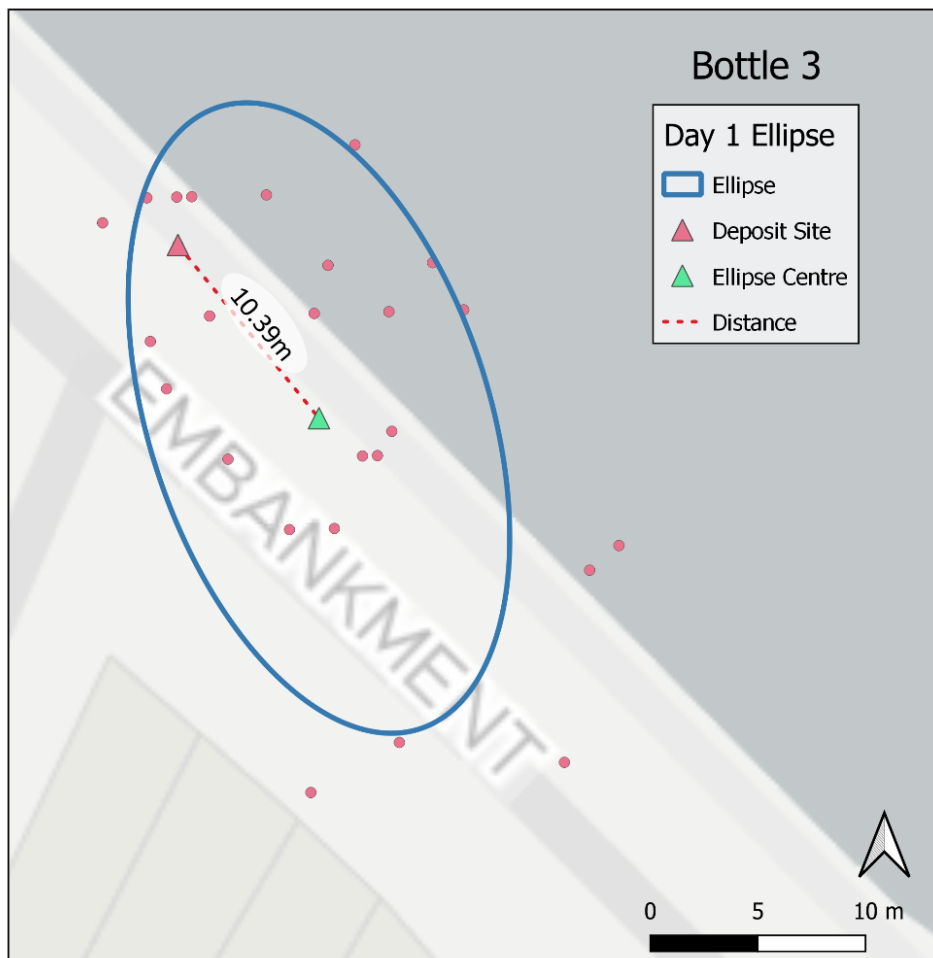 Bottle 3
Day 1 Ellipse
Ellipse
Deposit Site
Ellipse Centre
Distance
10.39m
EMBANKMENT
0 5 10 m